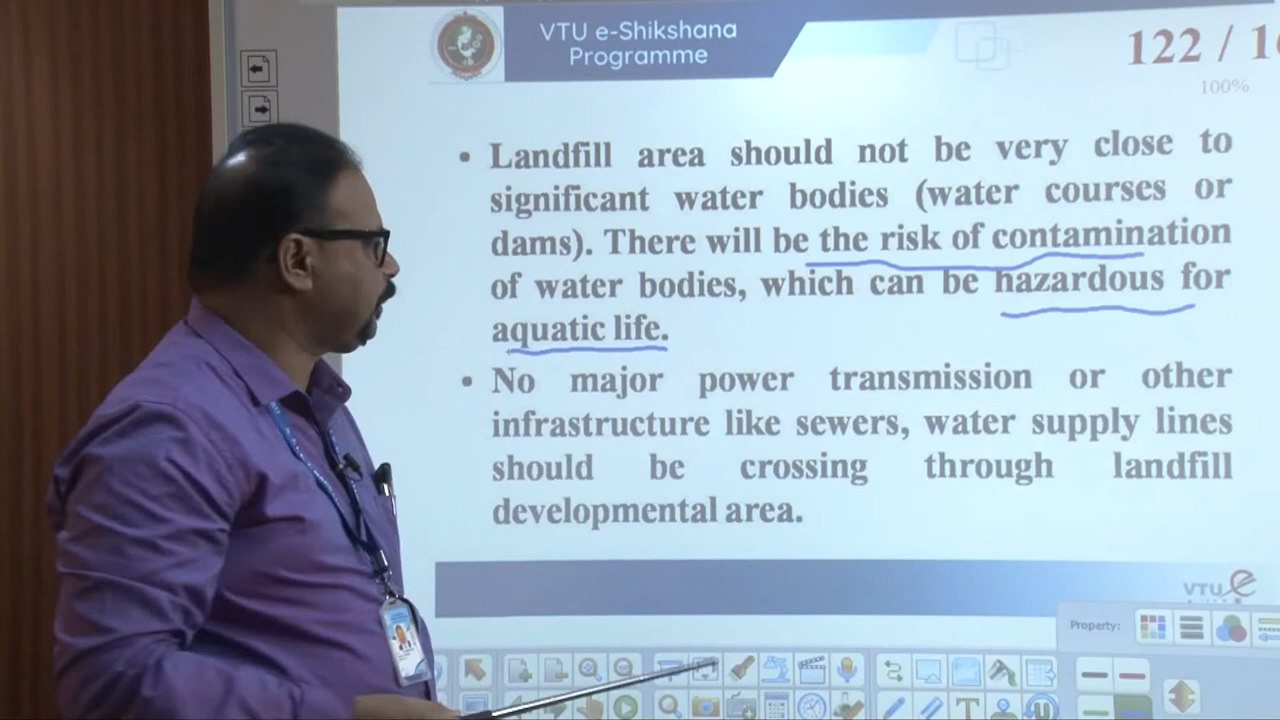 VTU e-Shikshana
Programme
122 / 16
100%
• Landfill area should not be very close to
significant water bodies (water courses or
dams). There will be the risk of contamination
of water bodies, which can be hazardous for
aquatic life.
• No major power transmission or other
infrastructure like sewers, water supply lines
should be crossing through landfill
developmental area.
VTU e
Property: